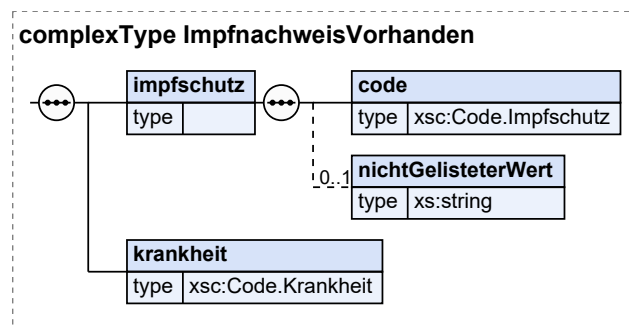 complexType ImpfnachweisVorhanden
impfschutz
type
code
type xsc:Code.Impfschutz
0..1
nichtGelisteterWert
type xs:string
krankheit
type xsc:Code.Krankheit